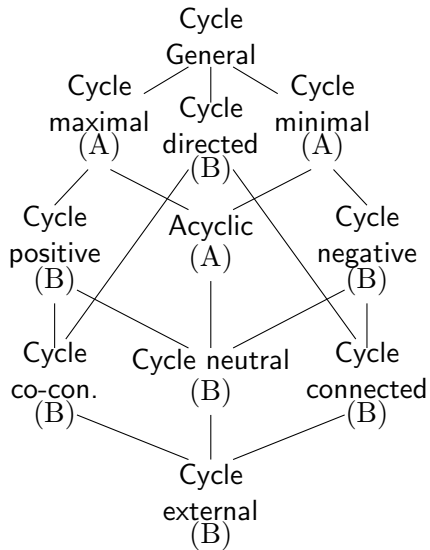 Cycle
General
Cycle
maximal
(A)
Cycle
directed
(B)
Cycle
minimal
(A)
Cycle
positive
(B)
Acyclic
(A)
Cycle
negative
(B)
Cycle
co-con.
(B)
Cycle neutral
(B)
Cycle
connected
(B)
Cycle
external
(B)